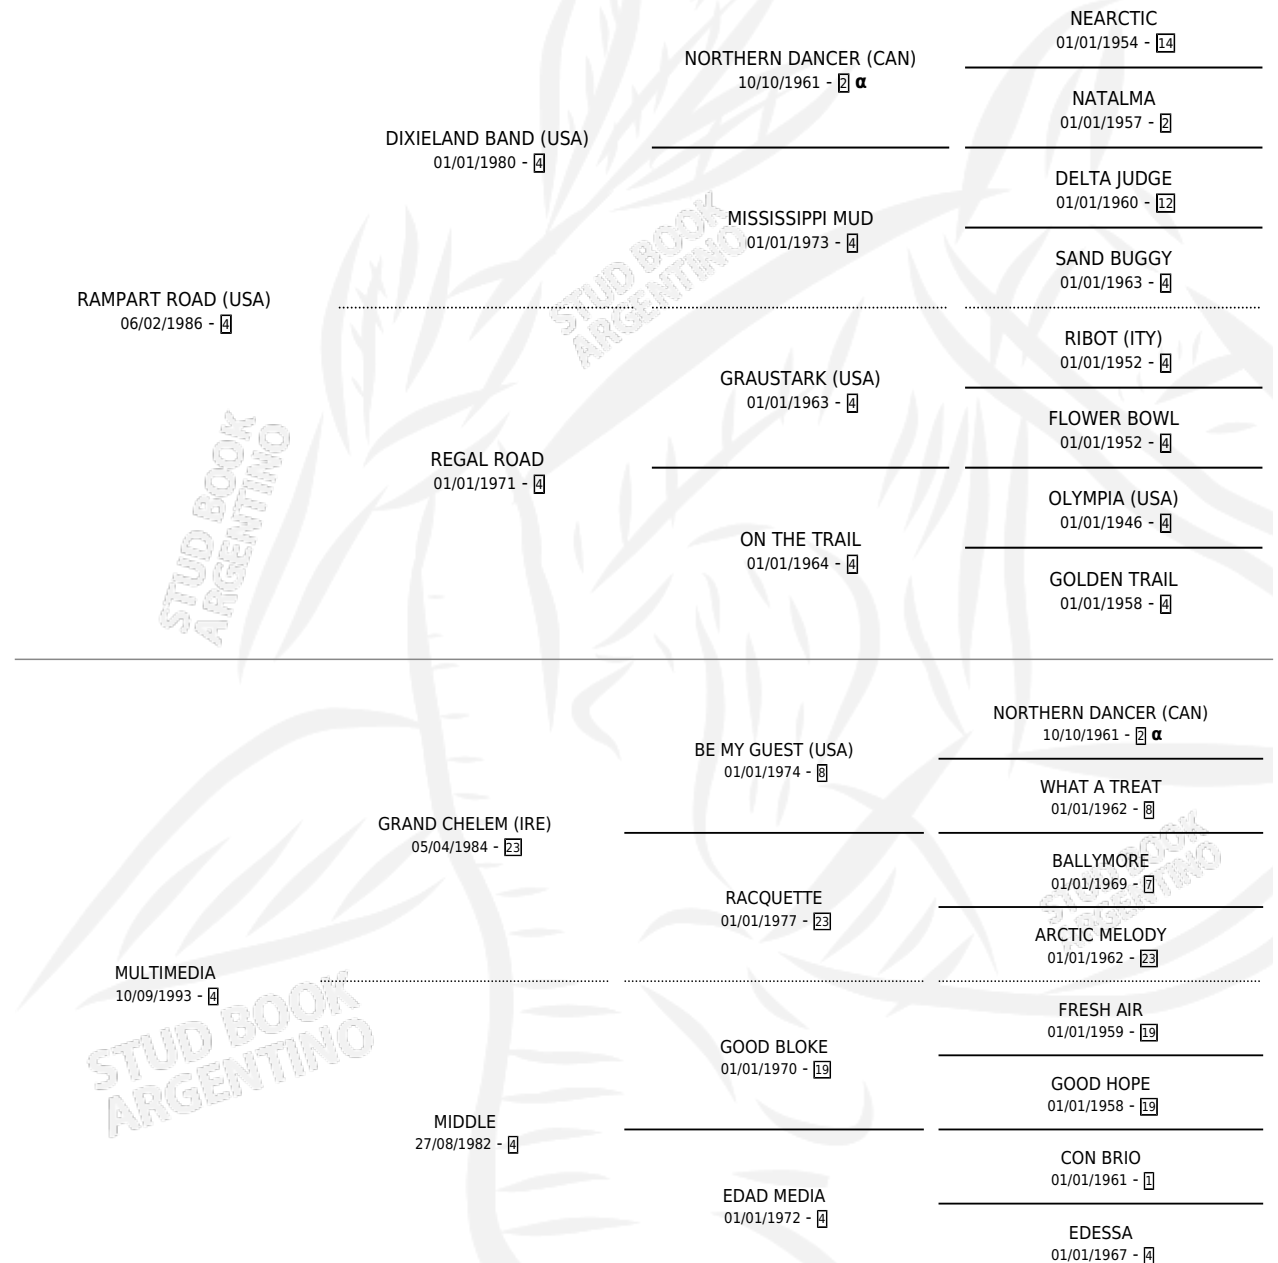 NEARCTIC
01/01/1954 - 14
NORTHERN DANCER (CAN)
10/10/1961 - 2 α
NATALMA
01/01/1957 - 2
DIXIELAND BAND (USA)
01/01/1980 - 4
DELTA JUDGE
01/01/1960 - 12
MISSISSIPPI MUD
01/01/1973 - 4
SAND BUGGY
01/01/1963 - 4
STUD BOOK
ARGENTINO
RAMPART ROAD (USA)
06/02/1986 - 4
RIBOT (ITY)
01/01/1952 - 4
GRAUSTARK (USA)
01/01/1963 - 4
FLOWER BOWL
01/01/1952 - 4
REGAL ROAD
01/01/1971 - 4
OLYMPIA (USA)
01/01/1946 - 4
ON THE TRAIL
01/01/1964 - 4
GOLDEN TRAIL
01/01/1958 - 4
STUD BOOK
ARGENTINO
NORTHERN DANCER (CAN)
10/10/1961 - 2 α
BE MY GUEST (USA)
01/01/1974 - 8
WHAT A TREAT
01/01/1962 - 8
GRAND CHELEM (IRE)
05/04/1984 - 23
BALLYMORE
01/01/1969 - 7
RACQUETTE
01/01/1977 - 23
ARCTIC MELODY
01/01/1962 - 23
STUD BOOK
ARGENTINO
MULTIMEDIA
10/09/1993 - 4
FRESH AIR
01/01/1959 - 19
GOOD BLOKE
01/01/1970 - 19
GOOD HOPE
01/01/1958 - 19
STUD BOOK
ARGENTINO
MIDDLE
27/08/1982 - 4
CON BRIO
01/01/1961 - 1
EDAD MEDIA
01/01/1972 - 4
EDESSA
01/01/1967 - 4